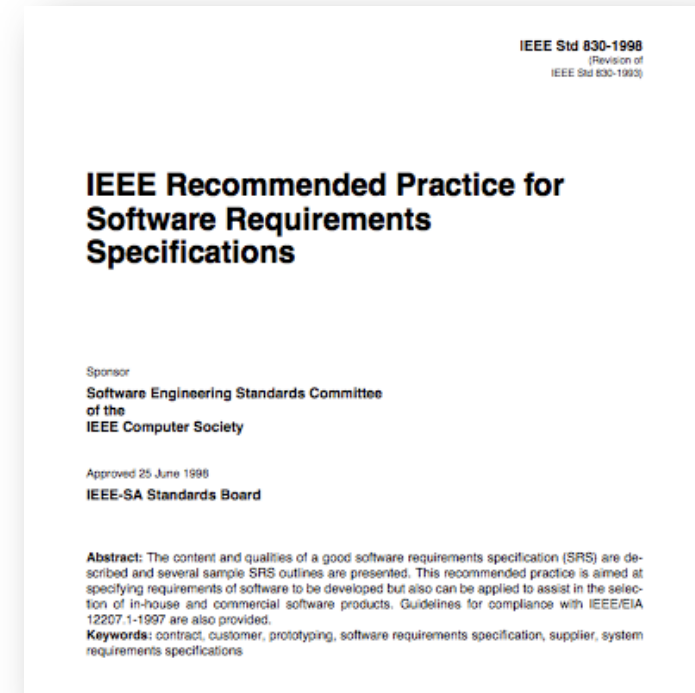 IEEE Std 830-1998
(Revision of
IEEE Std 830-1993)
IEEE Recommended Practice for
Software Requirements
Specifications
Sponsor
Software Engineering Standards Committee
of the
IEEE Computer Society
Approved 25 June 1998
IEEE-SA Standards Board
Abstract: The content and qualities of a good software requirements specification (SRS) are de-
scribed and several sample SRS outlines are presented. This recommended practice is aimed at
specifying requirements of software to be developed but also can be applied to assist in the selec-
tion of in-house and commercial software products. Guidelines for compliance with IEEE/EIA
12207.1-1997 are also provided.
Keywords: contract, customer, prototyping, software requirements specification, supplier, system
requirements specifications